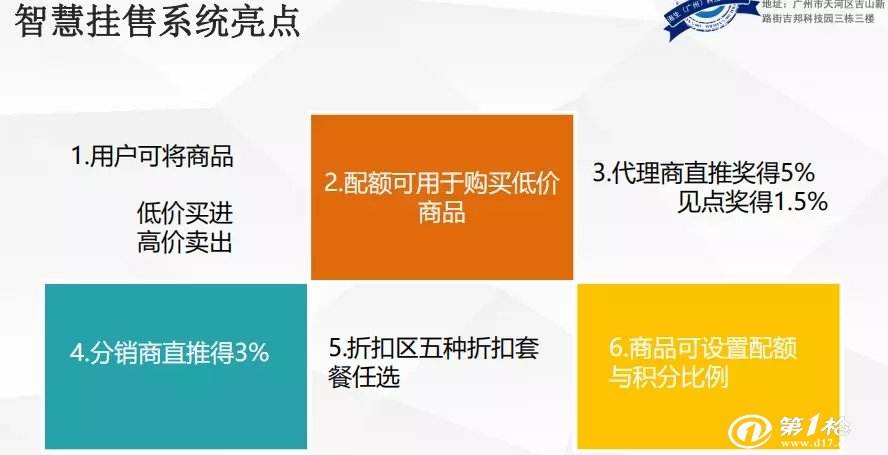 智慧挂售系统亮点
地址：广州市天河区吉山新
路街吉邦科技园三栋三楼
1.用户可将商品
低价买进
高价卖出
2.配额可用于购买低价
商品
3.代理商直推奖得5%
见点奖得1.5%
4.分销商直推得3%
5.折扣区五种折扣套
餐任选
6.商品可设置配额
与积分比例
第1枪
www.d17.